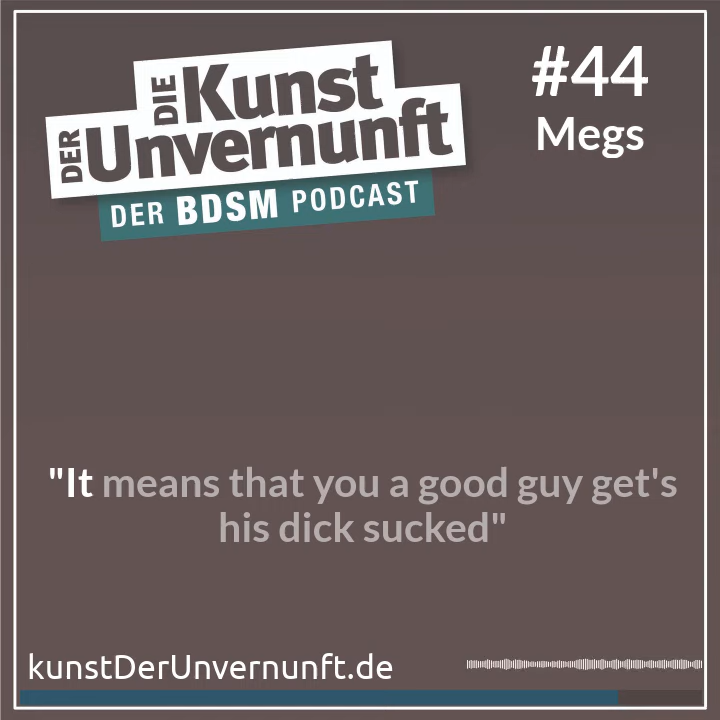 DIE Kunst
DER Unvernunft
DER BDSM PODCAST
#44
Megs
"It means that you a good guy get's
his dick sucked"
kunstDerUnvernunft.de